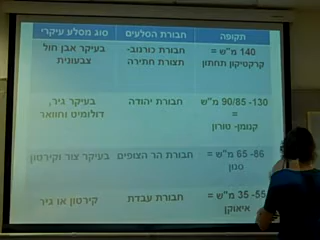 תקופה חבורת הסלעים סוג מסלע עיקרי
140 מ"ש = קרטיקון תחתון חבורת כורנוב- תצורת חתירה בעיקר אבן חול צבעונית
130- 90/85 מ"ש = קנומן- טורון חבורת יהודה בעיקר גיר, דולומיט וחוואר
86- 65 מ"ש = סנון חבורת הר הצופים בעיקר צור וקירטון
55- 35 מ"ש = איאוקן חבורת עבדת קירטון או גיר